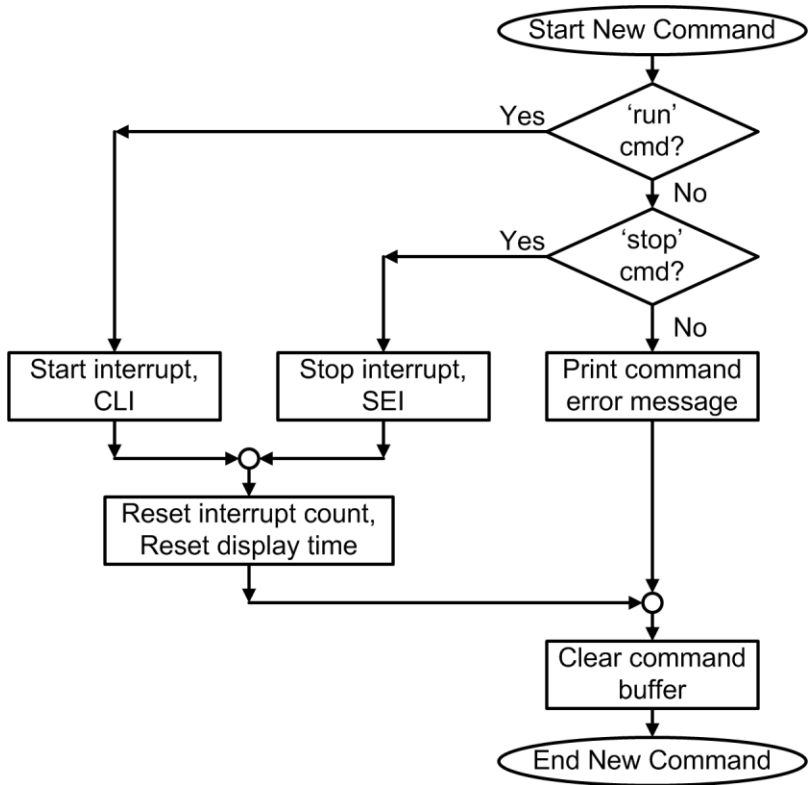 Start New Command
Yes
‘run’
cmd?
No
Yes
‘stop’
cmd?
No
Start interrupt,
CLI
Stop interrupt,
SEI
Print command
error message
Reset interrupt count,
Reset display time
Clear command
buffer
End New Command